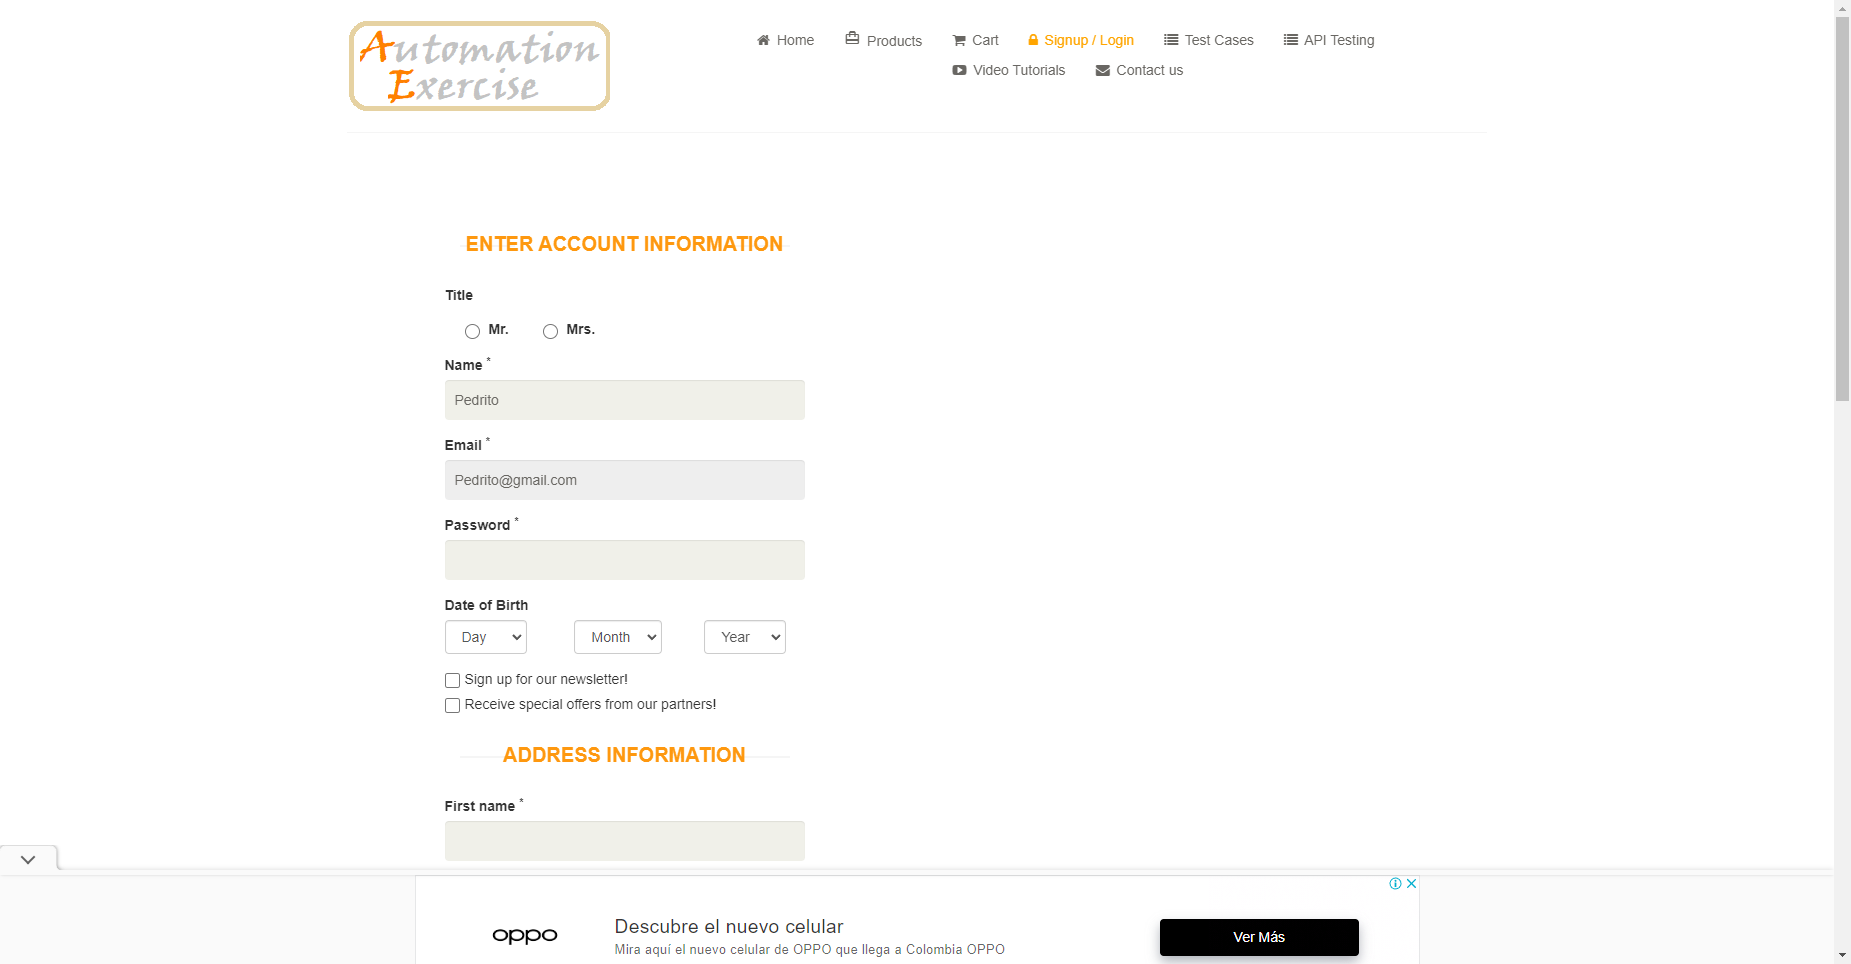 Automation
Exercise
Home
Products
Cart
Signup / Login
Test Cases
API Testing
Video Tutorials
Contact us
ENTER ACCOUNT INFORMATION
Title
Mr.
Mrs.
Name *
Pedrito
Email *
Pedrito@gmail.com
Password *
Date of Birth
Day
Month
Year
Sign up for our newsletter!
Receive special offers from our partners!
ADDRESS INFORMATION
First name *
oppo
Descubre el nuevo celular
Mira aquí el nuevo celular de OPPO que llega a Colombia OPPO
Ver Más